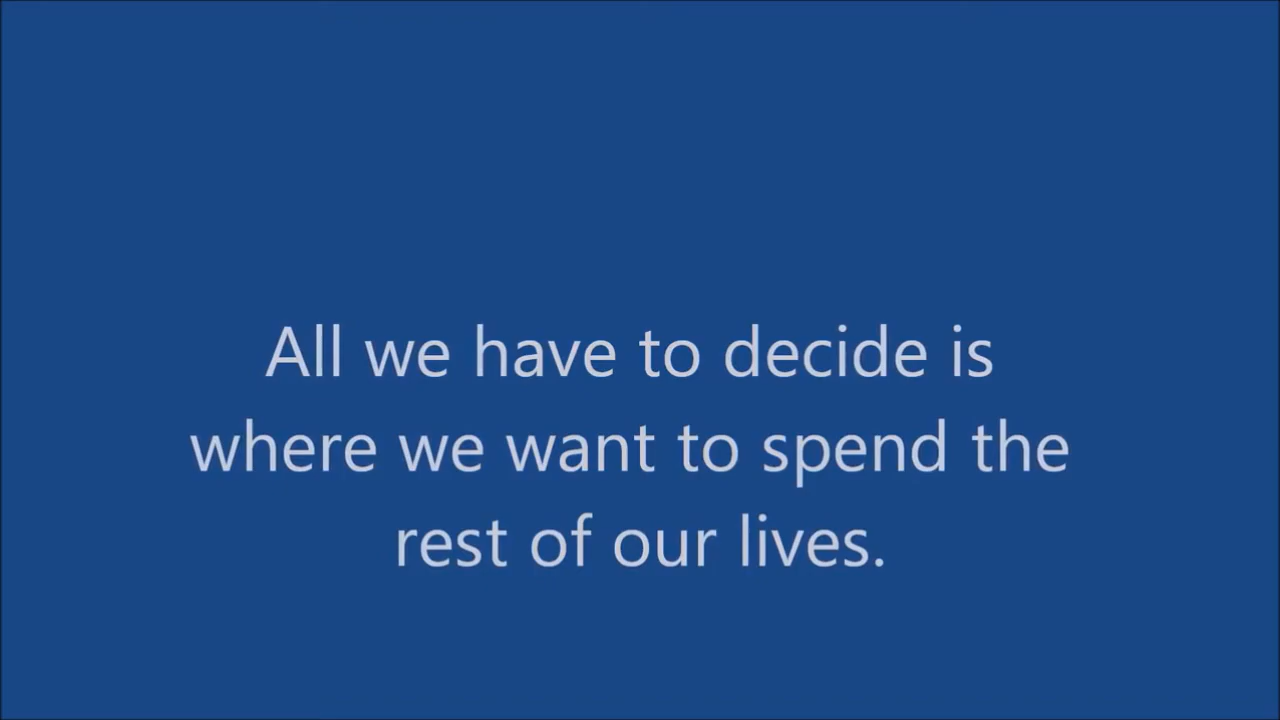 All we have to decide is
where we want to spend the
rest of our lives.